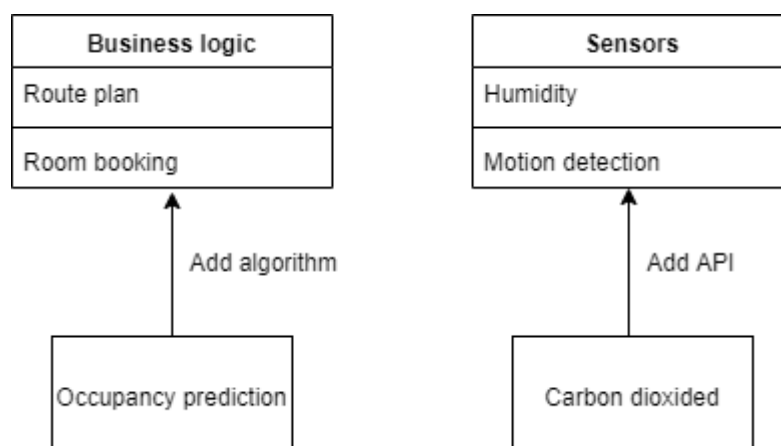 Business logic
Route plan
Room booking
Add algorithm
Occupancy prediction
Sensors
Humidity
Motion detection
Add API
Carbon dioxided